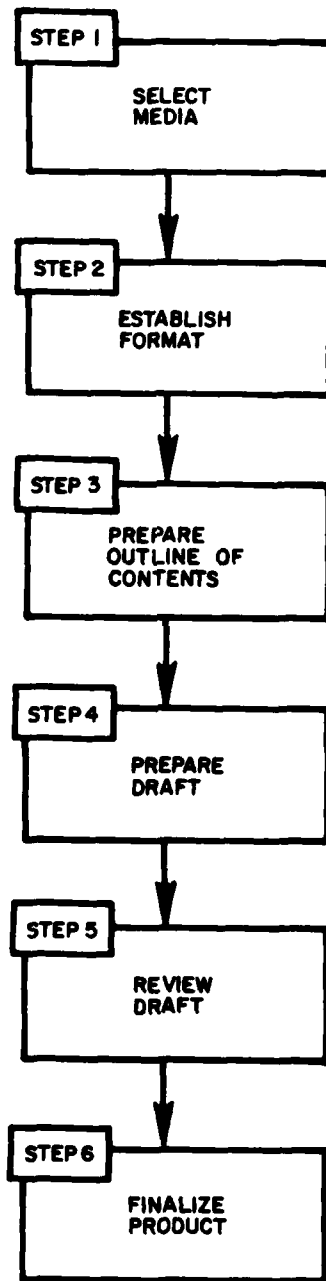 STEP 1
SELECT
MEDIA
STEP 2
ESTABLISH
FORMAT
STEP 3
PREPARE
OUTLINE OF
CONTENTS
STEP 4
PREPARE
DRAFT
STEP 5
REVIEW
DRAFT
STEP 6
FINALIZE
PRODUCT